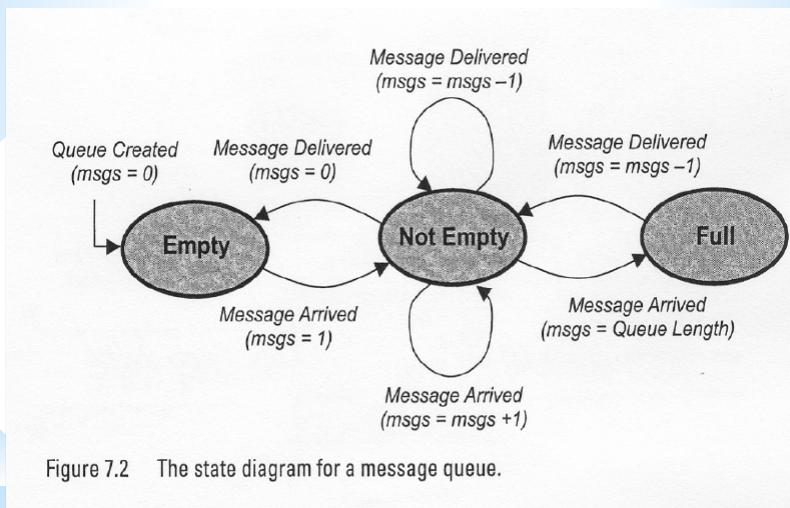 Message Delivered
(msgs = msgs –1)
Queue Created
(msgs = 0)
Message Delivered
(msgs = 0)
Message Delivered
(msgs = msgs –1)
Empty
Not Empty
Full
Message Arrived
(msgs = 1)
Message Arrived
(msgs = Queue Length)
Message Arrived
(msgs = msgs +1)
Figure 7.2 The state diagram for a message queue.